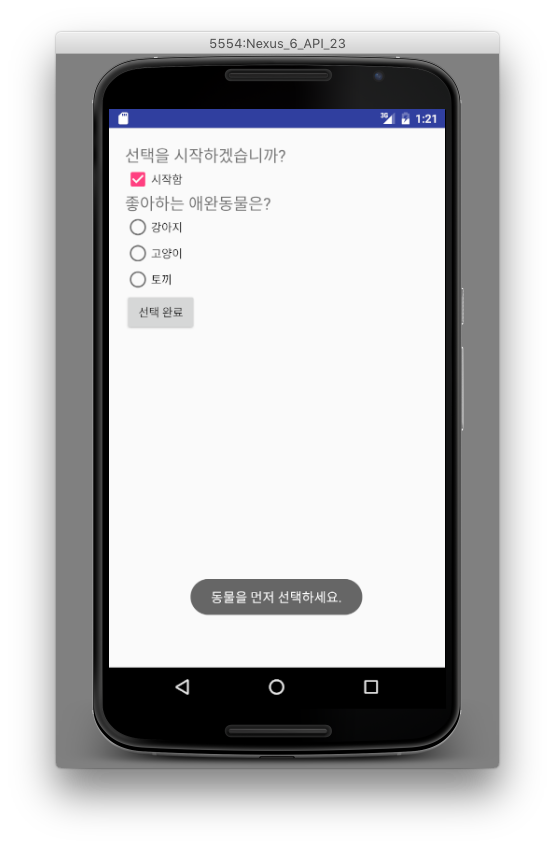 5554:Nexus_6_API_23
3G 1:21
선택을 시작하겠습니까?
시작함
좋아하는 애완동물은?
강아지
고양이
토끼
선택 완료
동물을 먼저 선택하세요.